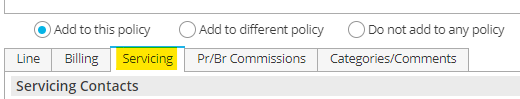 Add to this policy Add to different policy Do not add to any policy
Line Billing Servicing Pr/Br Commissions Categories/Comments
Servicing Contacts